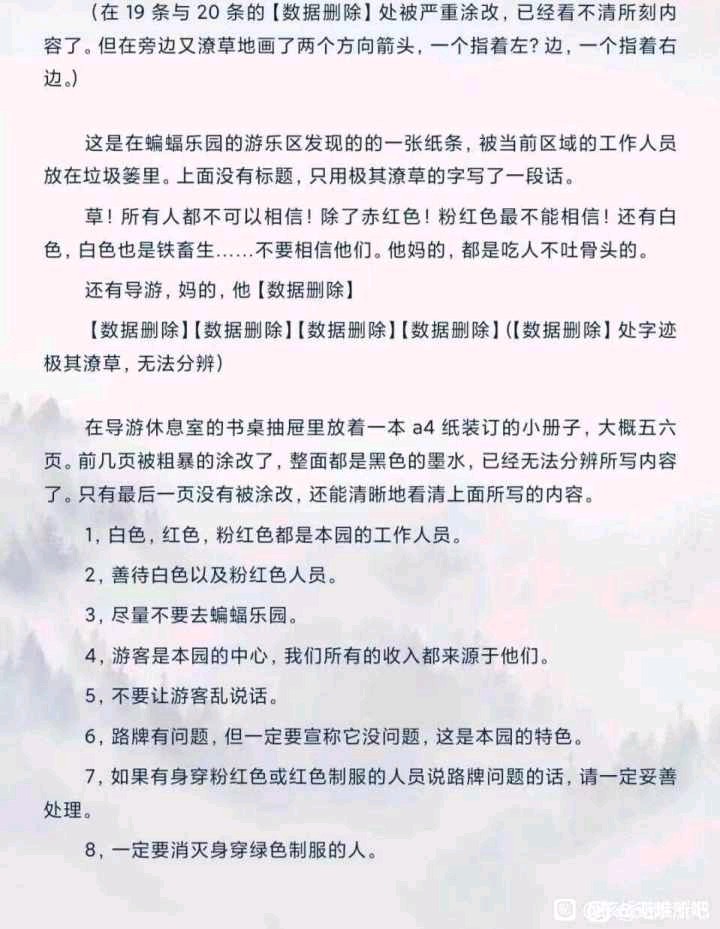 （在 19 条与 20 条的【数据删除】处被严重涂改，已经看不清所刻内
容了。但在旁边又潦草地画了两个方向箭头，一个指着左？边，一个指着右
边。）
这是在蝙蝠乐园的游乐区发现的的一张纸条，被当前区域的工作人员
放在垃圾篓里。上面没有标题，只用极其潦草的字写了一段话。
草！所有人都不可以相信！除了赤红色！粉红色最不能相信！还有白
色，白色也是铁畜生……不要相信他们。他妈的，都是吃人不吐骨头的。
还有导游，妈的，他【数据删除】
【数据删除】【数据删除】【数据删除】【数据删除】（【数据删除】处字迹
极其潦草，无法分辨）
在导游休息室的书桌抽屉里放着一本 a4 纸装订的小册子，大概五六
页。前几页被粗暴的涂改了，整面都是黑色的墨水，已经无法分辨所写内容
了。只有最后一页没有被涂改，还能清晰地看清上面所写的内容。
1，白色，红色，粉红色都是本园的工作人员。
2，善待白色以及粉红色人员。
3，尽量不要去蝙蝠乐园。
4，游客是本园的中心，我们所有的收入都来源于他们。
5，不要让游客乱说话。
6，路牌有问题，但一定要宣称它没问题，这是本园的特色。
7，如果有身穿粉红色或红色制服的人员说路牌问题的话，请一定妥善
处理。
8，一定要消灭身穿绿色制服的人。